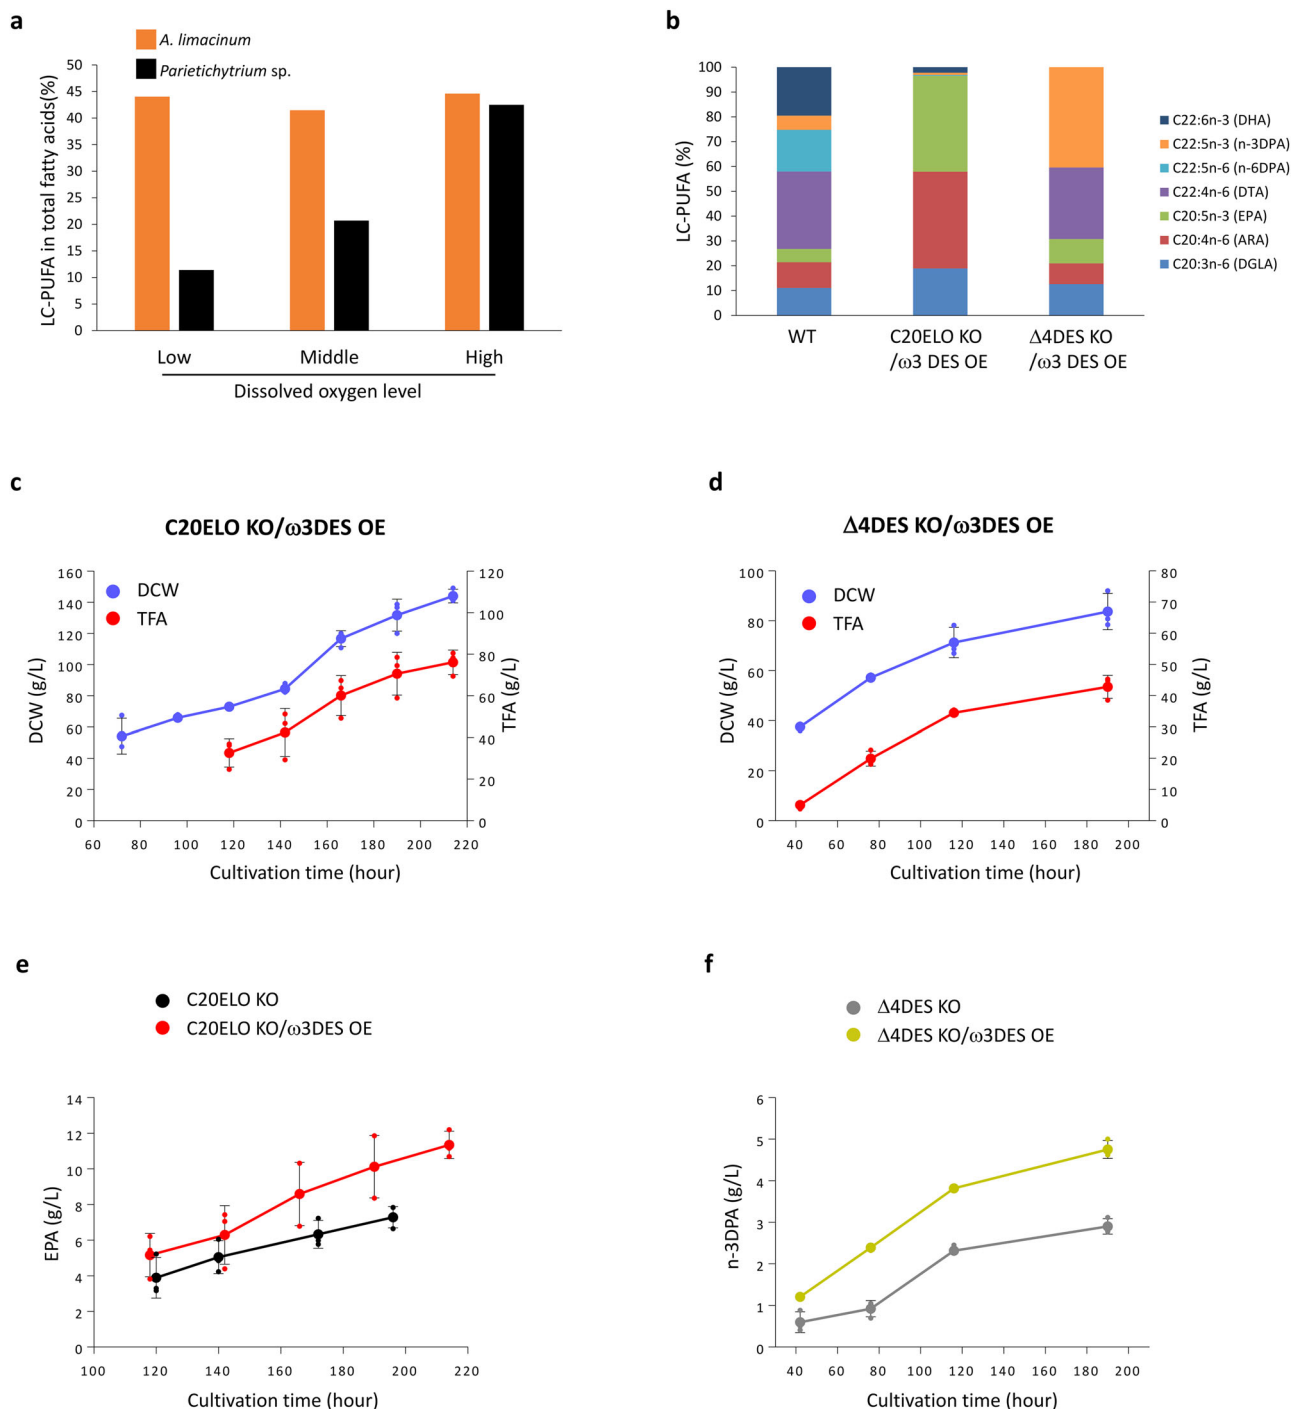 a
A. limacinum
Parietichytrium sp.
LC-PUFA in total fatty acids(%)
50
45
40
35
30
25
20
15
10
5
0
Low Middle High
Dissolved oxygen level
b
LC-PUFA (%)
100
90
80
70
60
50
40
30
20
10
0
WT
C20ELO KO
/ω3 DES OE
Δ4DES KO
/ω3 DES OE
C22:6n-3 (DHA)
C22:5n-3 (n-3DPA)
C22:5n-6 (n-6DPA)
C22:4n-6 (DTA)
C20:5n-3 (EPA)
C20:4n-6 (ARA)
C20:3n-6 (DGLA)
c
C20ELO KO/ω3DES OE
DCW
TFA
DCW (g/L)
160
140
120
100
80
60
40
20
0
TFA (g/L)
120
100
80
60
40
20
0
60 80 100 120 140 160 180 200 220
Cultivation time (hour)
d
Δ4DES KO/ω3DES OE
DCW
TFA
DCW (g/L)
100
80
60
40
20
0
TFA (g/L)
80
70
60
50
40
30
20
10
0
40 60 80 100 120 140 160 180 200
Cultivation time (hour)
e
C20ELO KO
C20ELO KO/ω3DES OE
EPA (g/L)
14
12
10
8
6
4
2
0
100 120 140 160 180 200 220
Cultivation time (hour)
f
Δ4DES KO
Δ4DES KO/ω3DES OE
n-3DPA (g/L)
6
5
4
3
2
1
0
40 60 80 100 120 140 160 180 200
Cultivation time (hour)